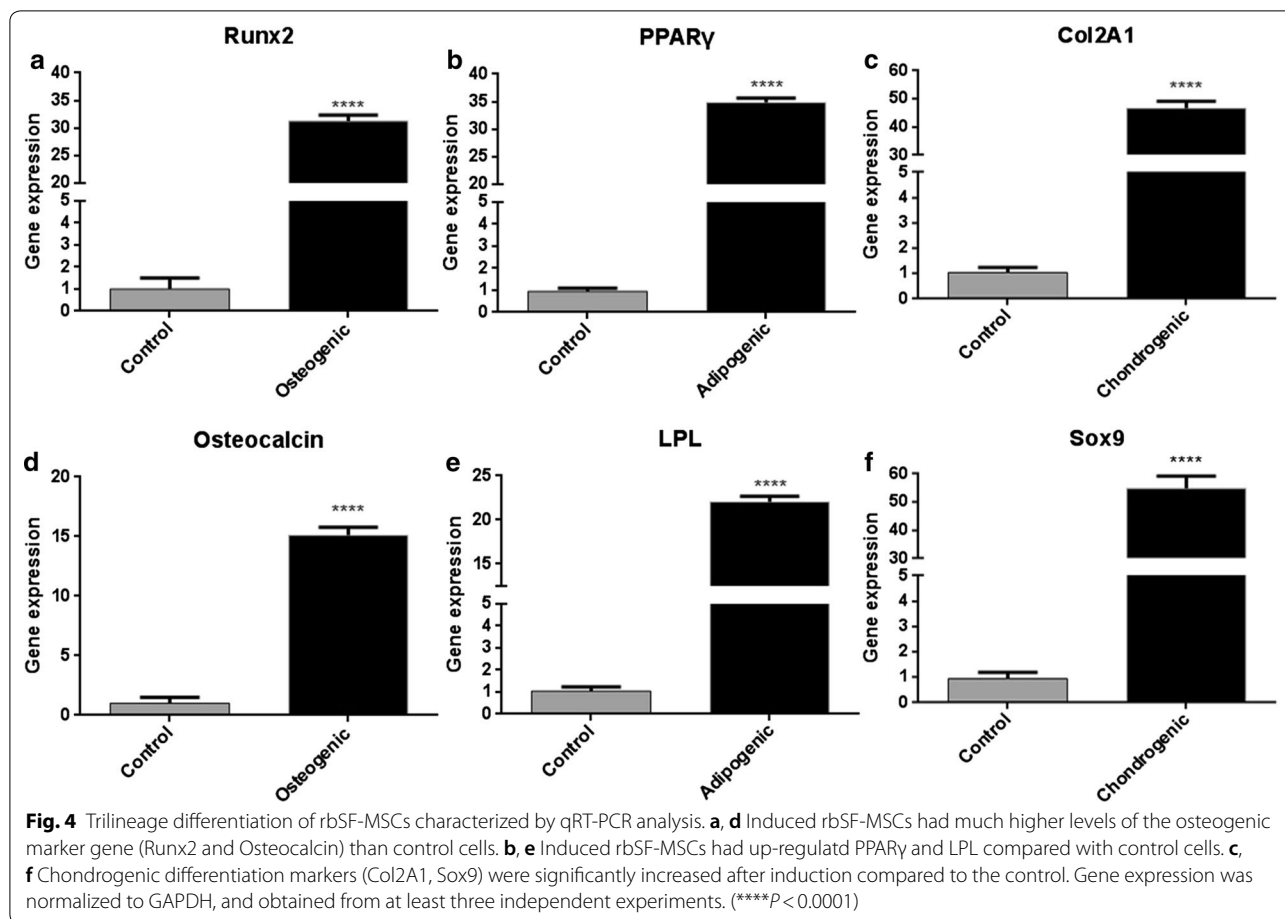 Runx2
a
Gene expression
40
35
30
25
20
5
4
3
2
1
0
****
Control
Osteogenic
PPARγ
b
Gene expression
40
35
30
25
20
5
4
3
2
1
0
****
Control
Adipogenic
Col2A1
c
Gene expression
60
50
40
30
5
4
3
2
1
0
****
Control
Chondrogenic
Osteocalcin
d
Gene expression
20
15
10
5
0
****
Control
Osteogenic
LPL
e
Gene expression
25
20
15
5
4
3
2
1
0
****
Control
Adipogenic
Sox9
f
Gene expression
60
50
40
30
5
4
3
2
1
0
****
Control
Chondrogenic
Fig. 4 Trilineage differentiation of rbSF-MSCs characterized by qRT-PCR analysis. a, d Induced rbSF-MSCs had much higher levels of the osteogenic
marker gene (Runx2 and Osteocalcin) than control cells. b, e Induced rbSF-MSCs had up-regulatd PPARγ and LPL compared with control cells. c,
f Chondrogenic differentiation markers (Col2A1, Sox9) were significantly increased after induction compared to the control. Gene expression was
normalized to GAPDH, and obtained from at least three independent experiments. (****P < 0.0001)